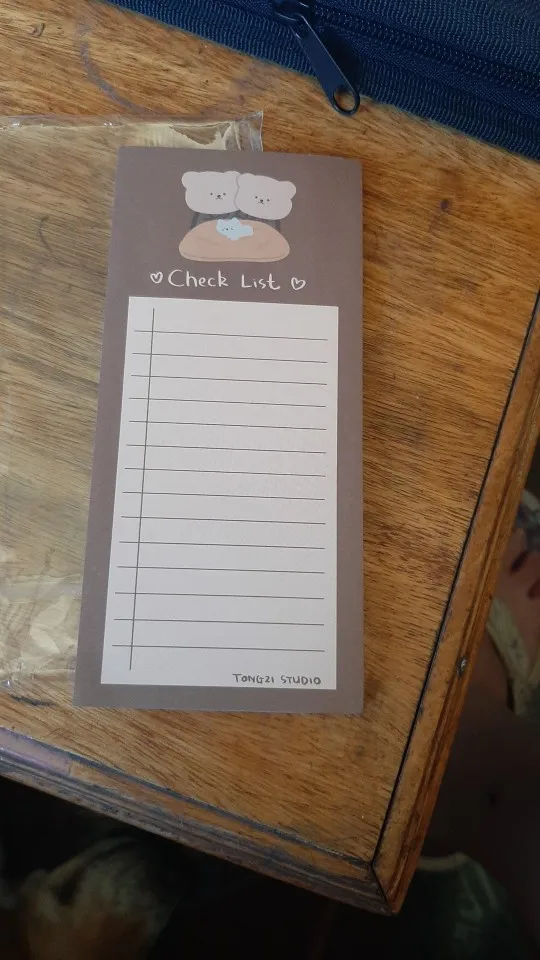 ♡Check List ♡
TONGZI STUDIO